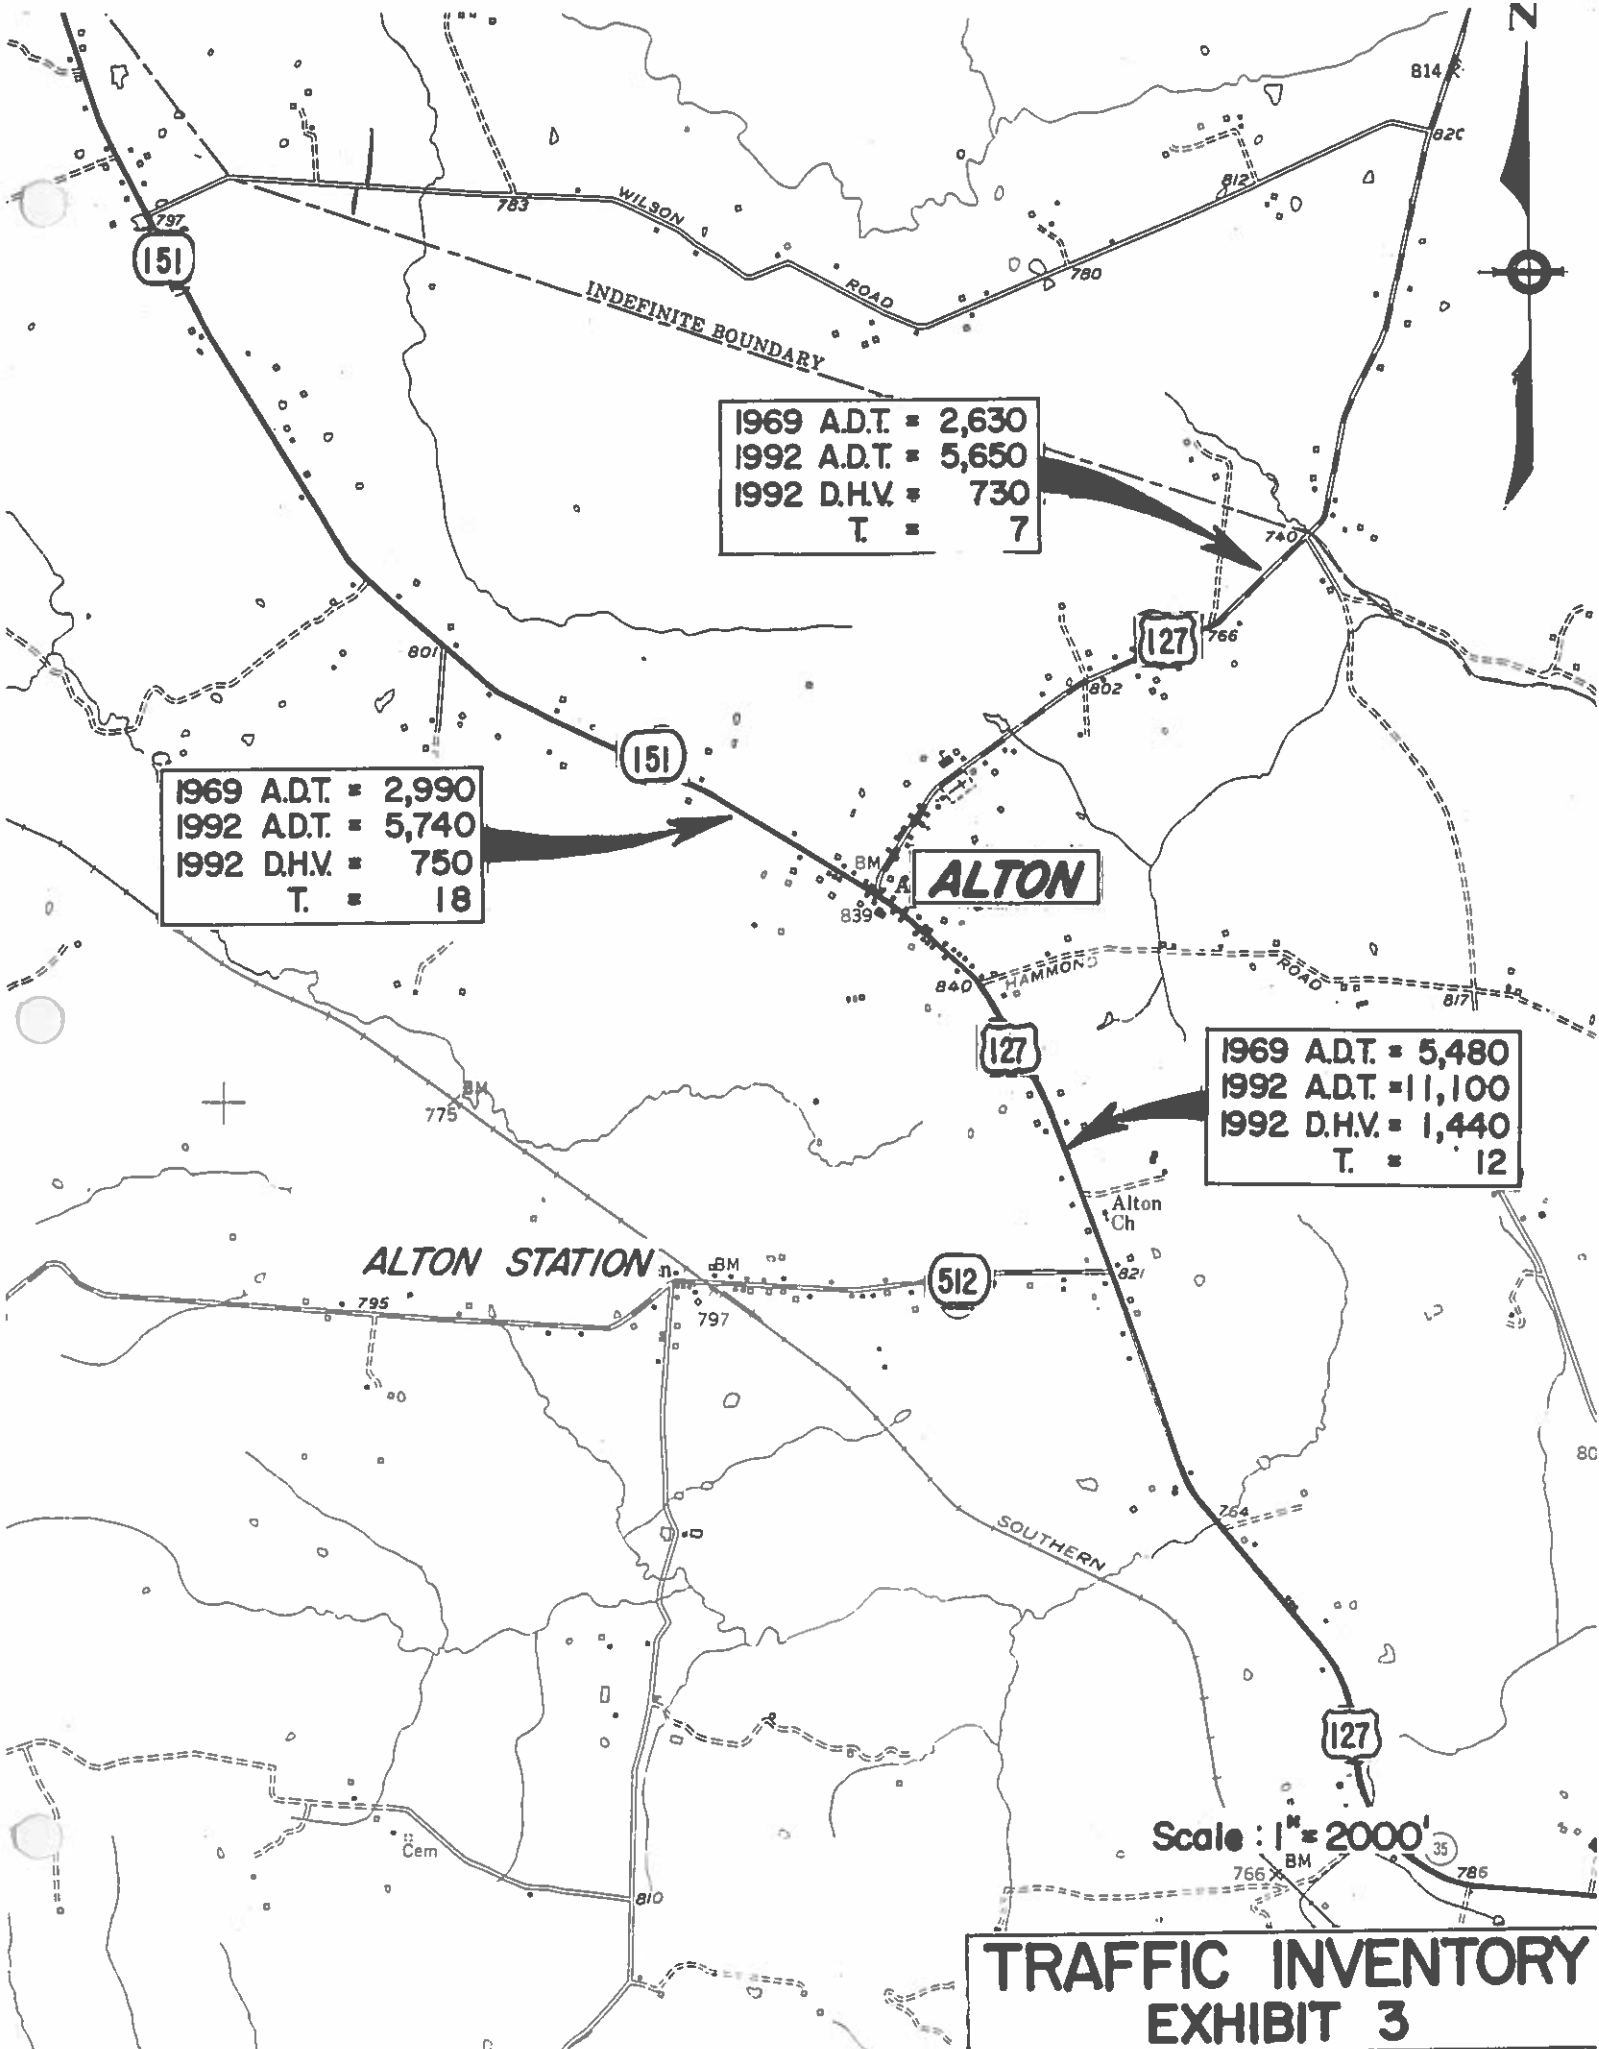 N
814
820
812
WILSON
783
797
151
780
ROAD
INDEFINITE BOUNDARY
1969 A.D.T. = 2,630
1992 A.D.T. = 5,650
1992 D.H.V. = 730
T. = 7
740
127
766
801
802
151
1969 A.D.T. = 2,990
1992 A.D.T. = 5,740
1992 D.H.V. = 750
T. = 18
BM
ALTON
A
839
840
HAMMOND
ROAD
817
127
1969 A.D.T. = 5,480
1992 A.D.T. = 11,100
1992 D.H.V. = 1,440
T. = 12
BM
775
Alton
Ch
ALTON STATION
BM
512
821
795
797
80
764
SOUTHERN
127
Scale : 1" = 2000'
35
BM
766
786
Cem
810
TRAFFIC INVENTORY
EXHIBIT 3